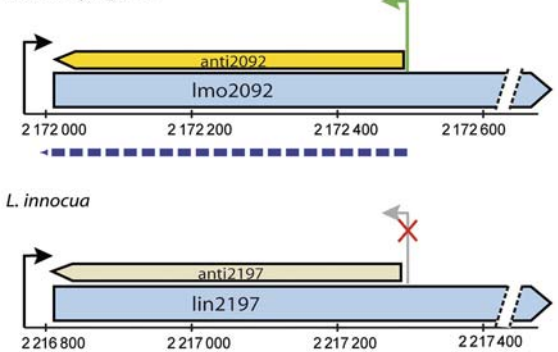 anti2092
lmo2092
2 172 000 2 172 200 2 172 400 2 172 600
L. innocua
anti2197
lin2197
2 216 800 2 217 000 2 217 200 2 217 400